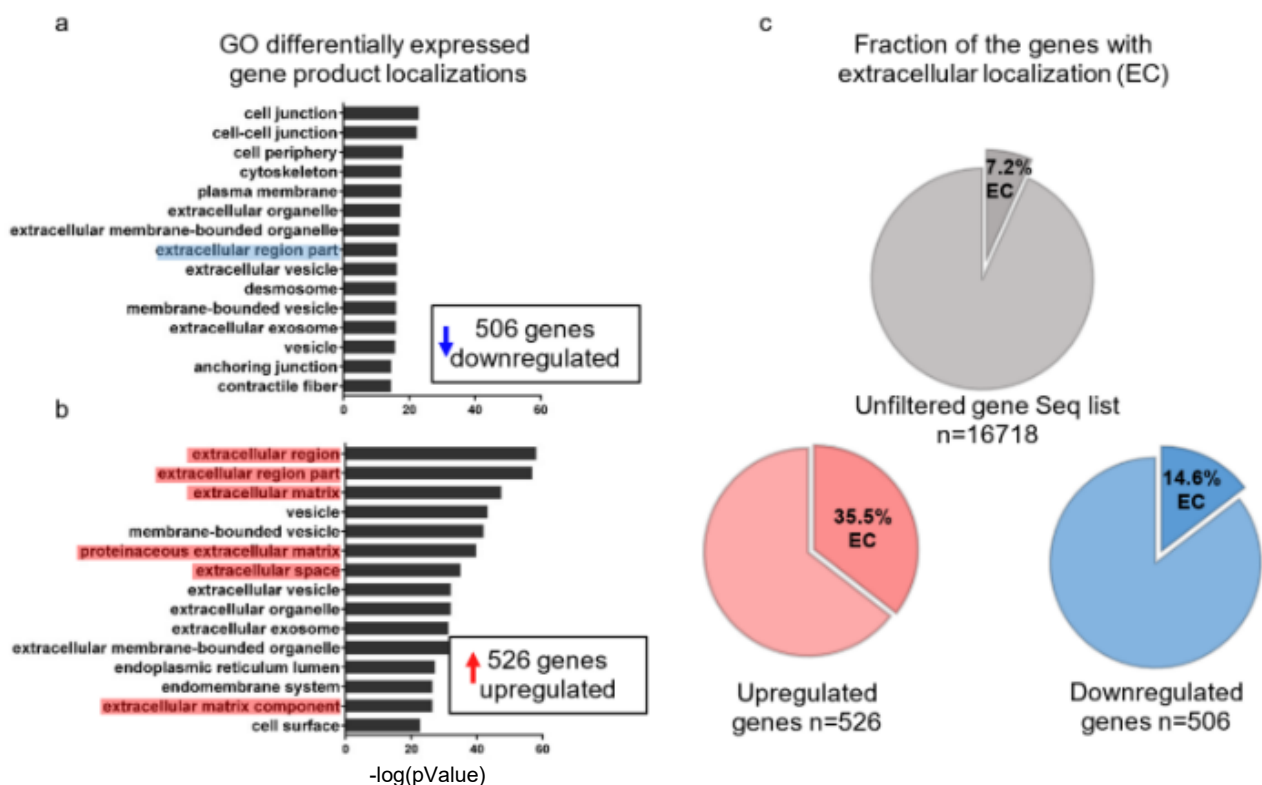 a
GO differentially expressed
gene product localizations
cell junction
cell-cell junction
cell periphery
cytoskeleton
plasma membrane
extracellular organelle
extracellular membrane-bounded organelle
extracellular region part
extracellular vesicle
desmosome
membrane-bounded vesicle
extracellular exosome
vesicle
anchoring junction
contractile fiber
506 genes
downregulated
0 20 40 60
b
extracellular region
extracellular region part
extracellular matrix
vesicle
membrane-bounded vesicle
proteinaceous extracellular matrix
extracellular space
extracellular vesicle
extracellular organelle
extracellular exosome
extracellular membrane-bounded organelle
endoplasmic reticulum lumen
endomembrane system
extracellular matrix component
cell surface
526 genes
upregulated
0 20 40 60
-log(pValue)
c
Fraction of the genes with
extracellular localization (EC)
7.2%
EC
Unfiltered gene Seq list
n=16718
35.5%
EC
Upregulated
genes n=526
14.6%
EC
Downregulated
genes n=506